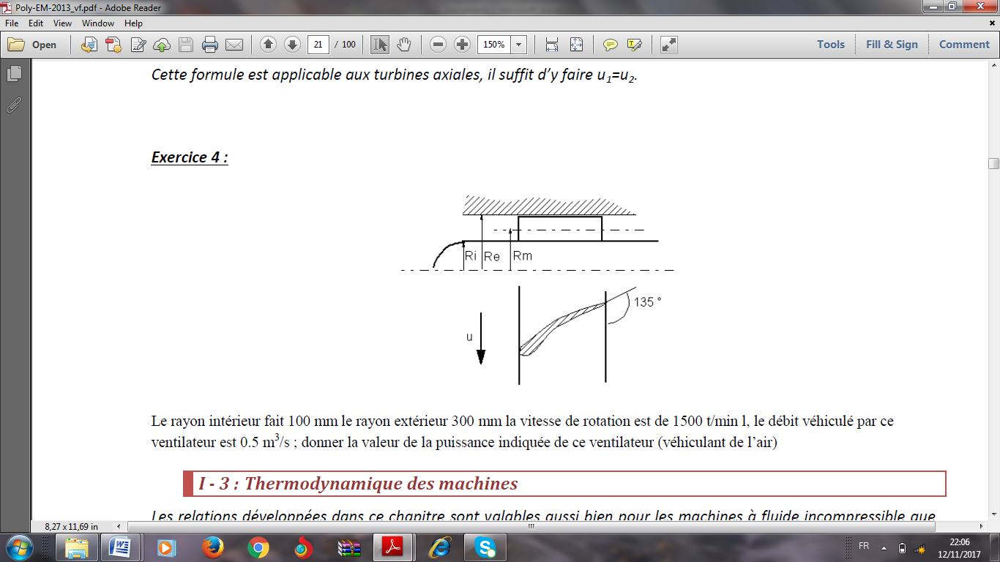 Poly-EM-2013_vf.pdf - Adobe Reader
File Edit View Window Help
Open 21 / 100 150% Tools Fill & Sign Comment
Cette formule est applicable aux turbines axiales, il suffit d’y faire u1=u2.
Exercice 4 :
Ri Re Rm
135 °
u
Le rayon intérieur fait 100 mm le rayon extérieur 300 mm la vitesse de rotation est de 1500 t/min l, le débit véhiculé par ce
ventilateur est 0.5 m3/s ; donner la valeur de la puissance indiquée de ce ventilateur (véhiculant de l’air)
I - 3 : Thermodynamique des machines
Les relations développées dans ce chapitre sont valables aussi bien pour les machines à fluide incompressible que
8,27 x 11,69 in
FR
22:06
12/11/2017